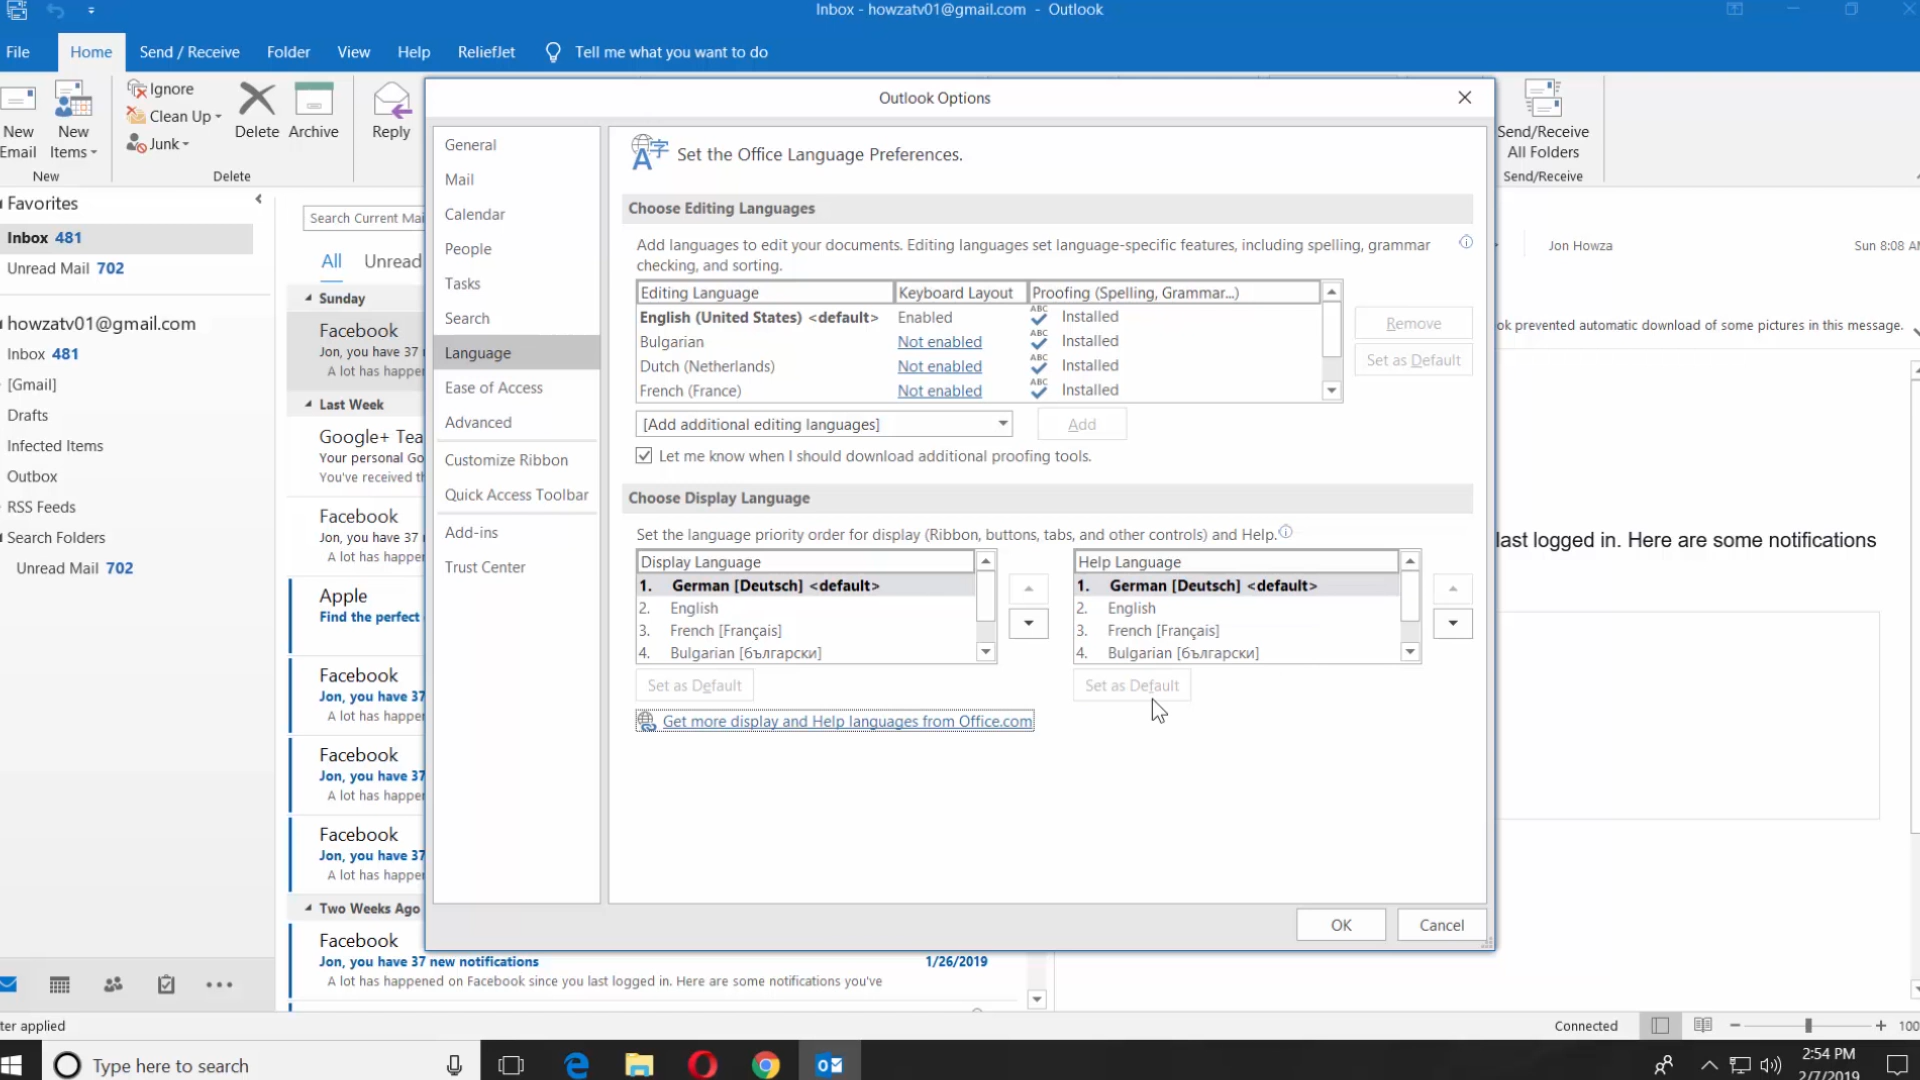 Inbox - howzatv01@gmail.com - Outlook
File Home Send / Receive Folder View Help ReliefJet Tell me what you want to do
Ignore
Clean Up
Junk
New Email
New Items
Delete
Archive
Reply
Send/Receive All Folders
New
Delete
Send/Receive
Favorites
Inbox 481
Unread Mail 702
howzatv01@gmail.com
Inbox 481
[Gmail]
Drafts
Infected Items
Outbox
RSS Feeds
Search Folders
Unread Mail 702
Search Current Mai
All Unread
Sunday
Facebook
Jon, you have 37
A lot has happene
Last Week
Google+ Tea
Your personal Go
You've received th
Facebook
Jon, you have 37 n
A lot has happene
Apple
Find the perfect
Facebook
Jon, you have 37
A lot has happer
Facebook
Jon, you have 37
A lot has happer
Facebook
Jon, you have 37
A lot has happer
Two Weeks Ago
Facebook
Jon, you have 37 new notifications 1/26/2019
A lot has happened on Facebook since you last logged in. Here are some notifications you've
Outlook Options
General
Mail
Calendar
People
Tasks
Search
Language
Ease of Access
Advanced
Customize Ribbon
Quick Access Toolbar
Add-ins
Trust Center
Set the Office Language Preferences.
Choose Editing Languages
Add languages to edit your documents. Editing languages set language-specific features, including spelling, grammar
checking, and sorting.
Editing Language Keyboard Layout Proofing (Spelling, Grammar...)
English (United States) <default> Enabled ABC Installed
Bulgarian Not enabled ABC Installed
Dutch (Netherlands) Not enabled ABC Installed
French (France) Not enabled ABC Installed
Remove
Set as Default
[Add additional editing languages] Add
Let me know when I should download additional proofing tools.
Choose Display Language
Set the language priority order for display (Ribbon, buttons, tabs, and other controls) and Help.
Display Language
1. German [Deutsch] <default>
2. English
3. French [Français]
4. Bulgarian [български]
Set as Default
Help Language
1. German [Deutsch] <default>
2. English
3. French [Français]
4. Bulgarian [български]
Set as Default
Get more display and Help languages from Office.com
OK Cancel
Jon Howza Sun 8:08 AM
ok prevented automatic download of some pictures in this message.
last logged in. Here are some notifications
ter applied
Connected 100
Type here to search
2:54 PM
2/7/2019